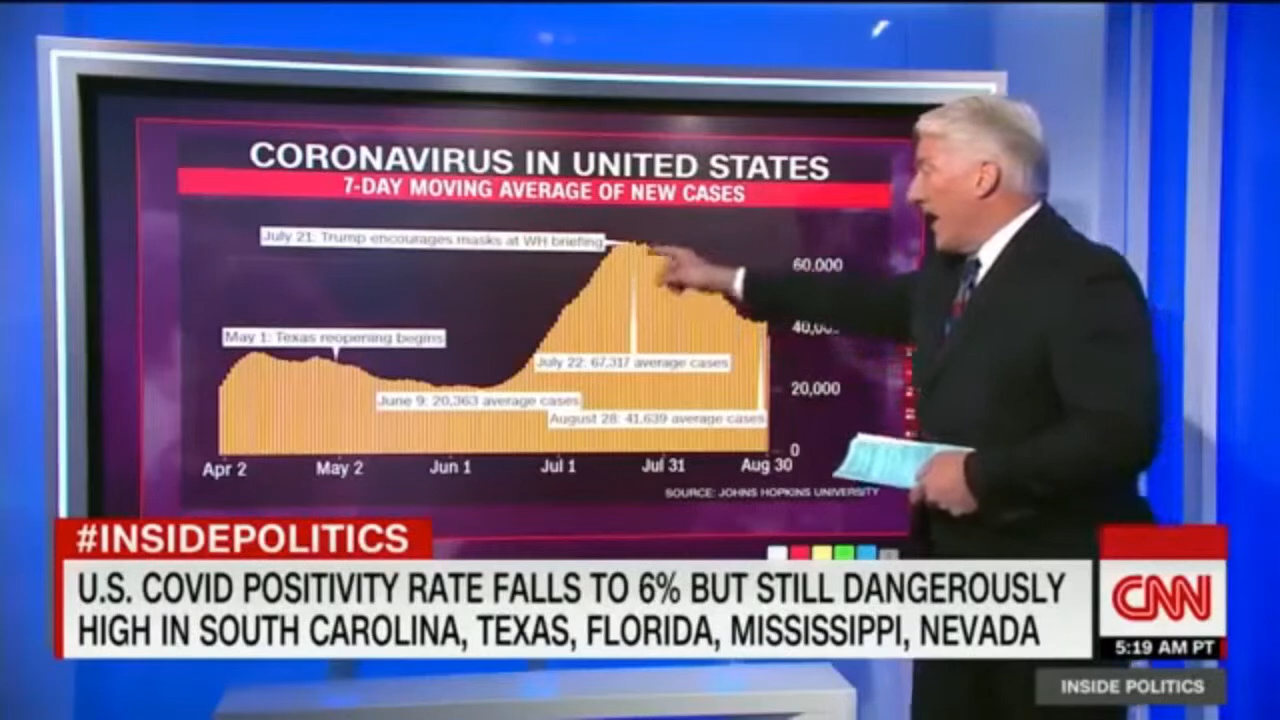 CORONAVIRUS IN UNITED STATES
7-DAY MOVING AVERAGE OF NEW CASES
July 21: Trump encourages masks at WH briefing
60,000
May 1: Texas reopening begins
July 22: 67,317 average cases
20,000
June 9: 20,363 average cases
August 28: 41,639 average cases
0
Apr 2 May 2 Jun 1 Jul 1 Jul 31 Aug 30
SOURCE: JOHNS HOPKINS UNIVERSITY
#INSIDEPOLITICS
U.S. COVID POSITIVITY RATE FALLS TO 6% BUT STILL DANGEROUSLY
HIGH IN SOUTH CAROLINA, TEXAS, FLORIDA, MISSISSIPPI, NEVADA
CNN
5:19 AM PT
INSIDE POLITICS